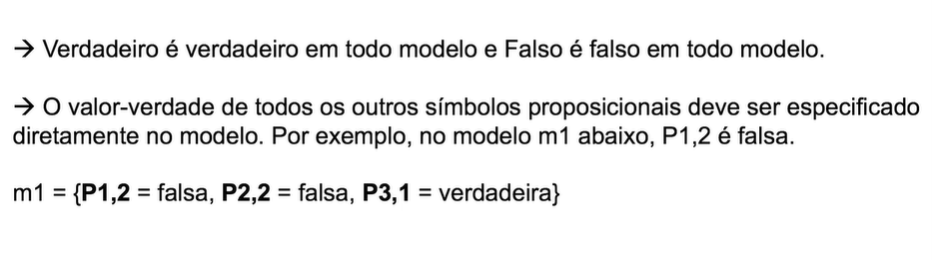 → Verdadeiro é verdadeiro em todo modelo e Falso é falso em todo modelo.
→ O valor-verdade de todos os outros símbolos proposicionais deve ser especificado
diretamente no modelo. Por exemplo, no modelo m1 abaixo, P1,2 é falsa.
m1 = {P1,2 = falsa, P2,2 = falsa, P3,1 = verdadeira}